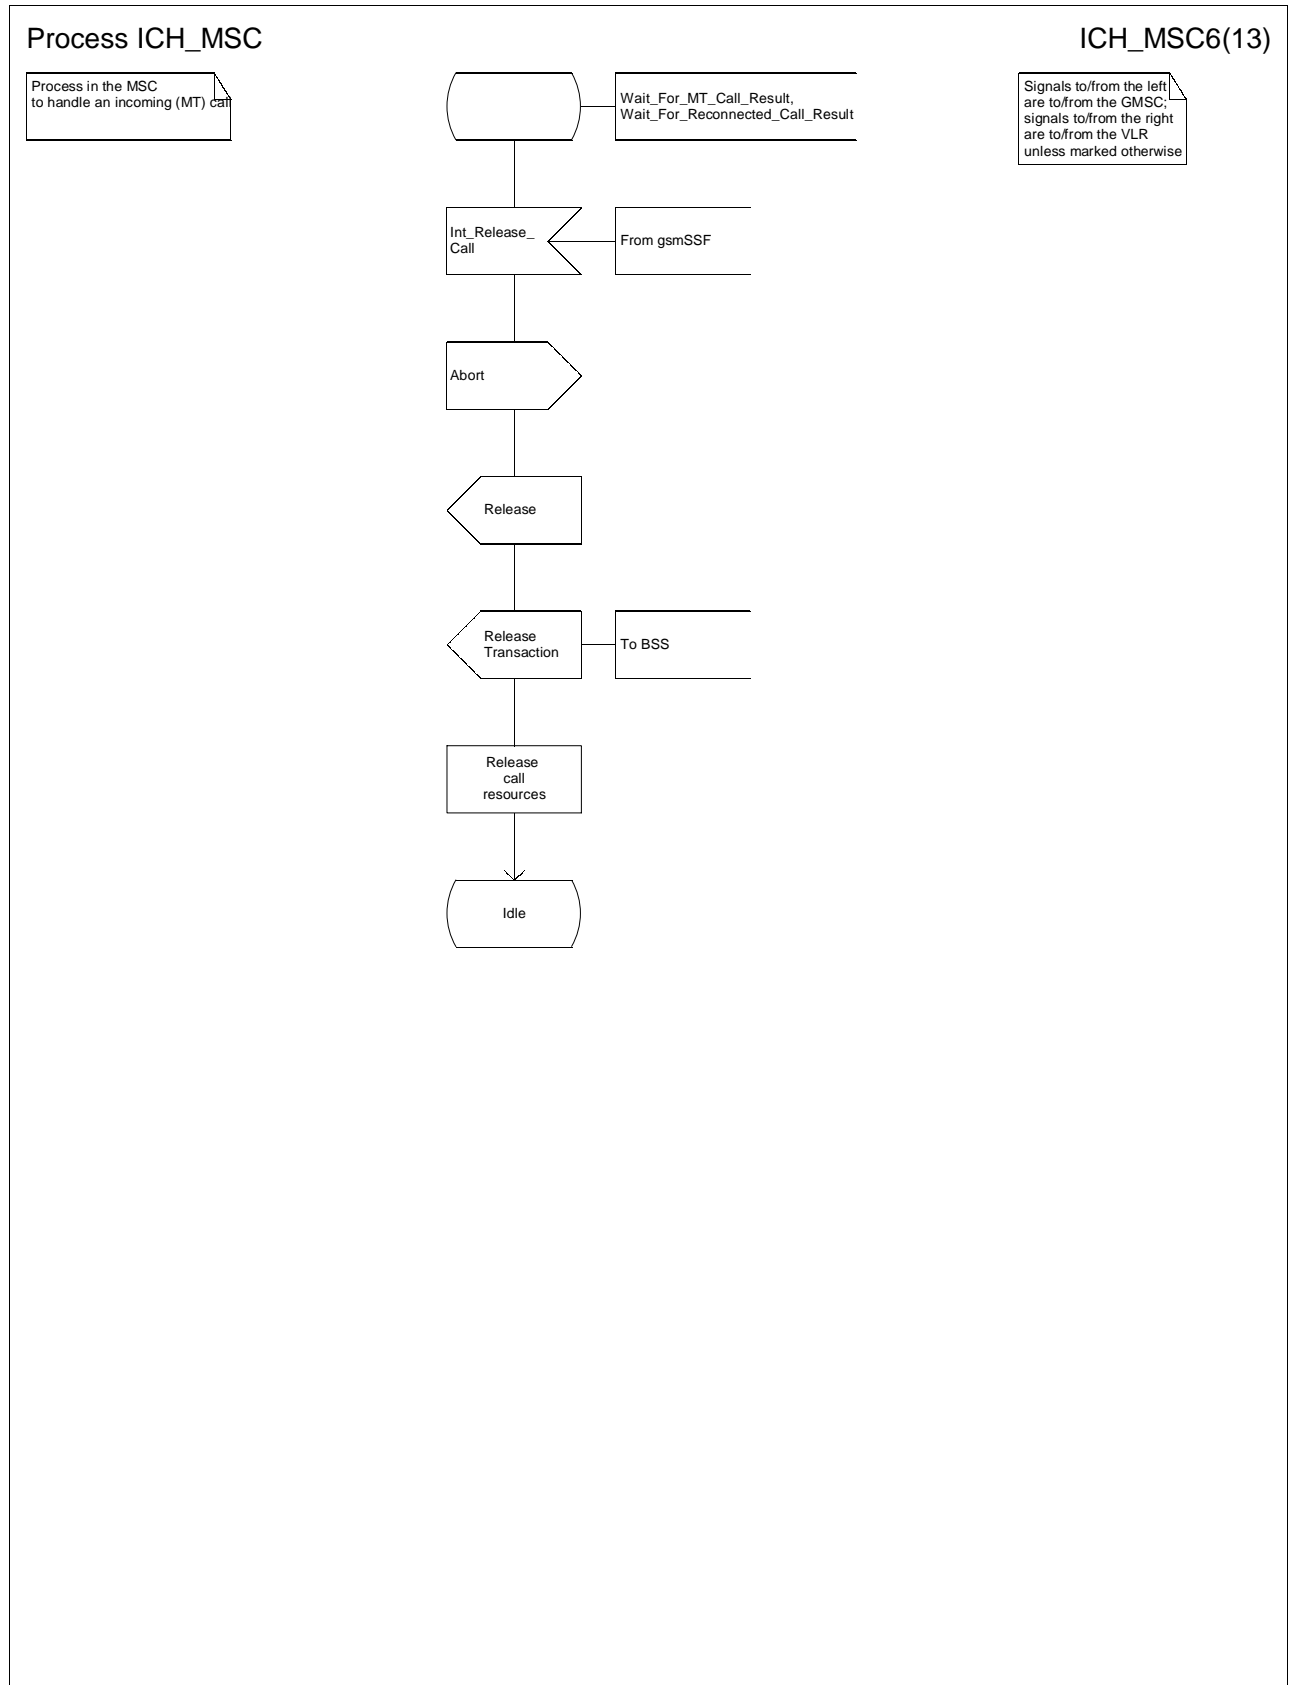 Process ICH_MSC
ICH_MSC6(13)
Process in the MSC
to handle an incoming (MT) call
Wait_For_MT_Call_Result,
Wait_For_Reconnected_Call_Result
Signals to/from the left
are to/from the GMSC;
signals to/from the right
are to/from the VLR
unless marked otherwise
Int_Release_
Call
From gsmSSF
Abort
Release
Release
Transaction
To BSS
Release
call
resources
Idle